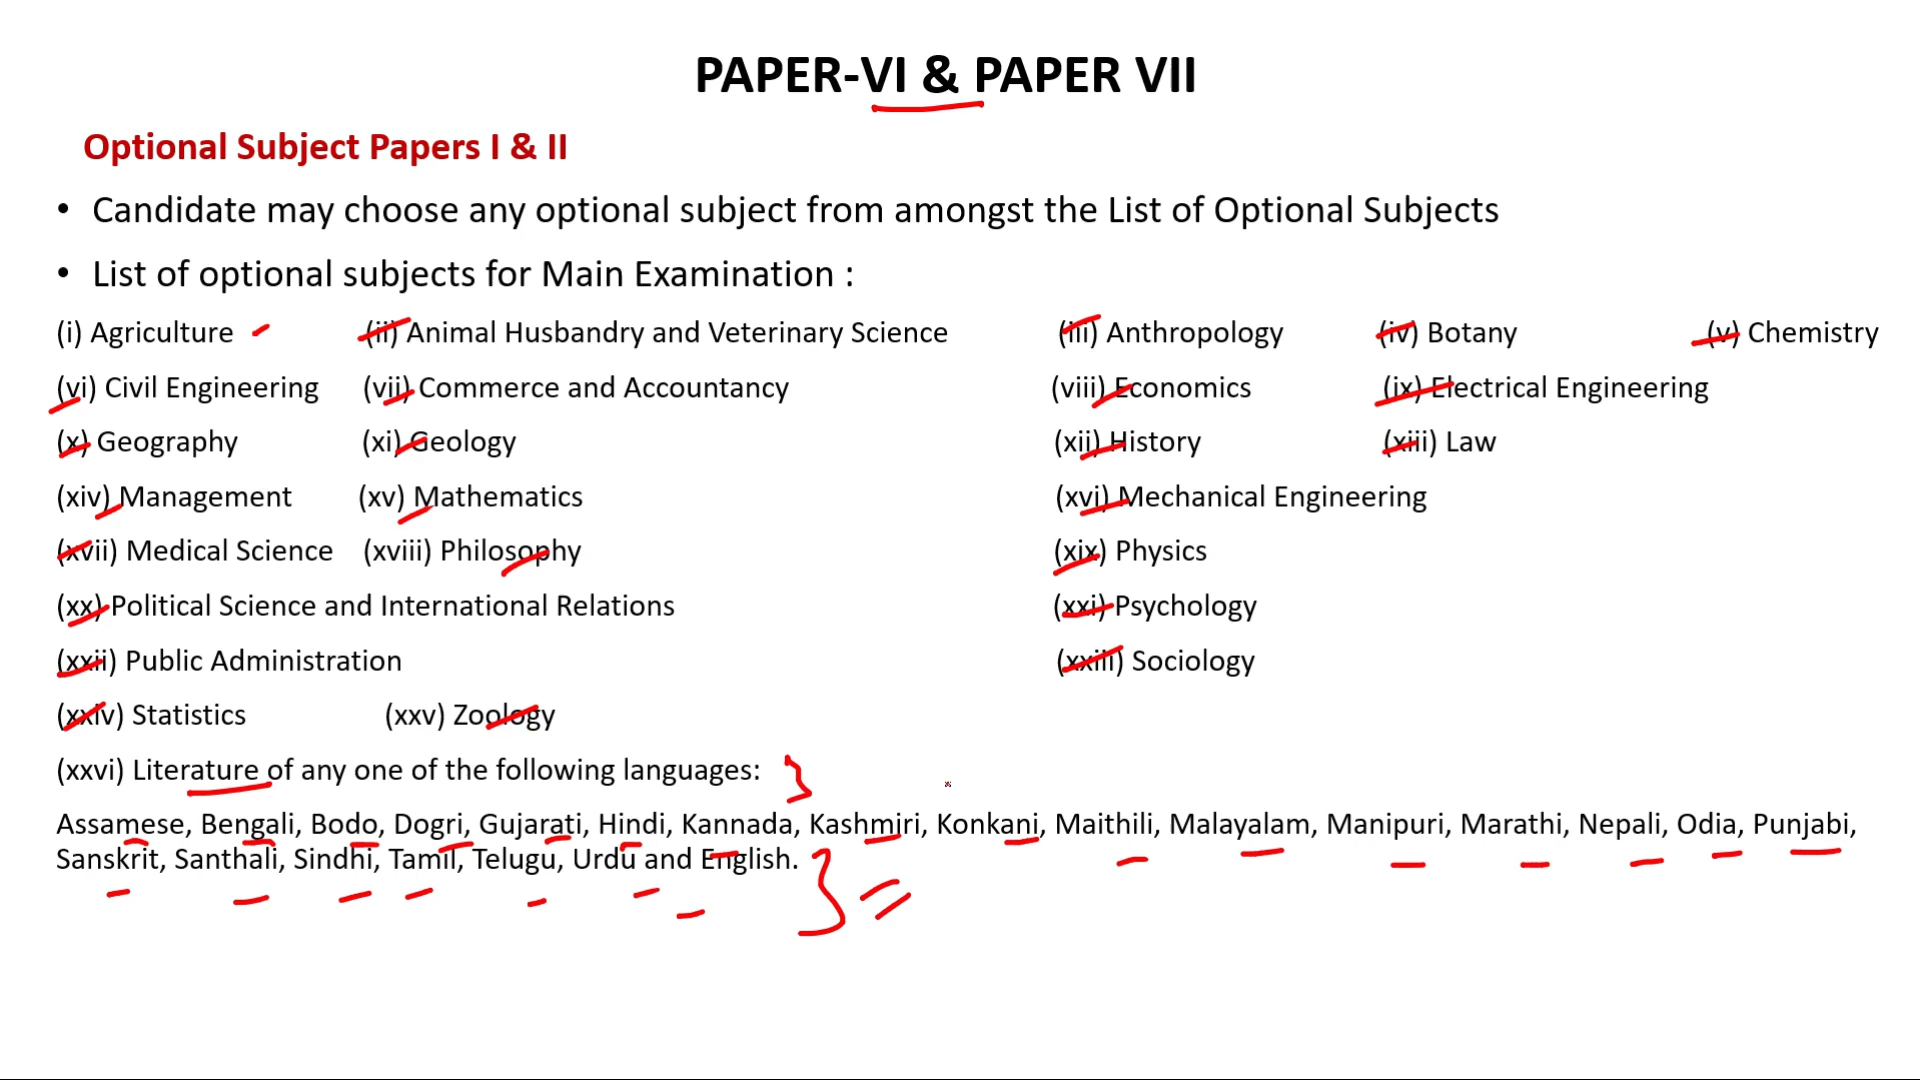 PAPER-VI & PAPER VII
Optional Subject Papers I & II
• Candidate may choose any optional subject from amongst the List of Optional Subjects
• List of optional subjects for Main Examination :
(i) Agriculture (ii) Animal Husbandry and Veterinary Science (iii) Anthropology (iv) Botany (v) Chemistry
(vi) Civil Engineering (vii) Commerce and Accountancy (viii) Economics (ix) Electrical Engineering
(x) Geography (xi) Geology (xii) History (xiii) Law
(xiv) Management (xv) Mathematics (xvi) Mechanical Engineering
(xvii) Medical Science (xviii) Philosophy (xix) Physics
(xx) Political Science and International Relations (xxi) Psychology
(xxii) Public Administration (xxiii) Sociology
(xxiv) Statistics (xxv) Zoology
(xxvi) Literature of any one of the following languages:
Assamese, Bengali, Bodo, Dogri, Gujarati, Hindi, Kannada, Kashmiri, Konkani, Maithili, Malayalam, Manipuri, Marathi, Nepali, Odia, Punjabi,
Sanskrit, Santhali, Sindhi, Tamil, Telugu, Urdu and English.